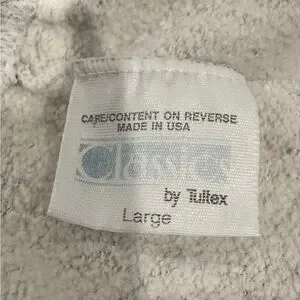 CARE/CONTENT ON REVERSE
MADE IN USA
Classics
by Tultex
Large